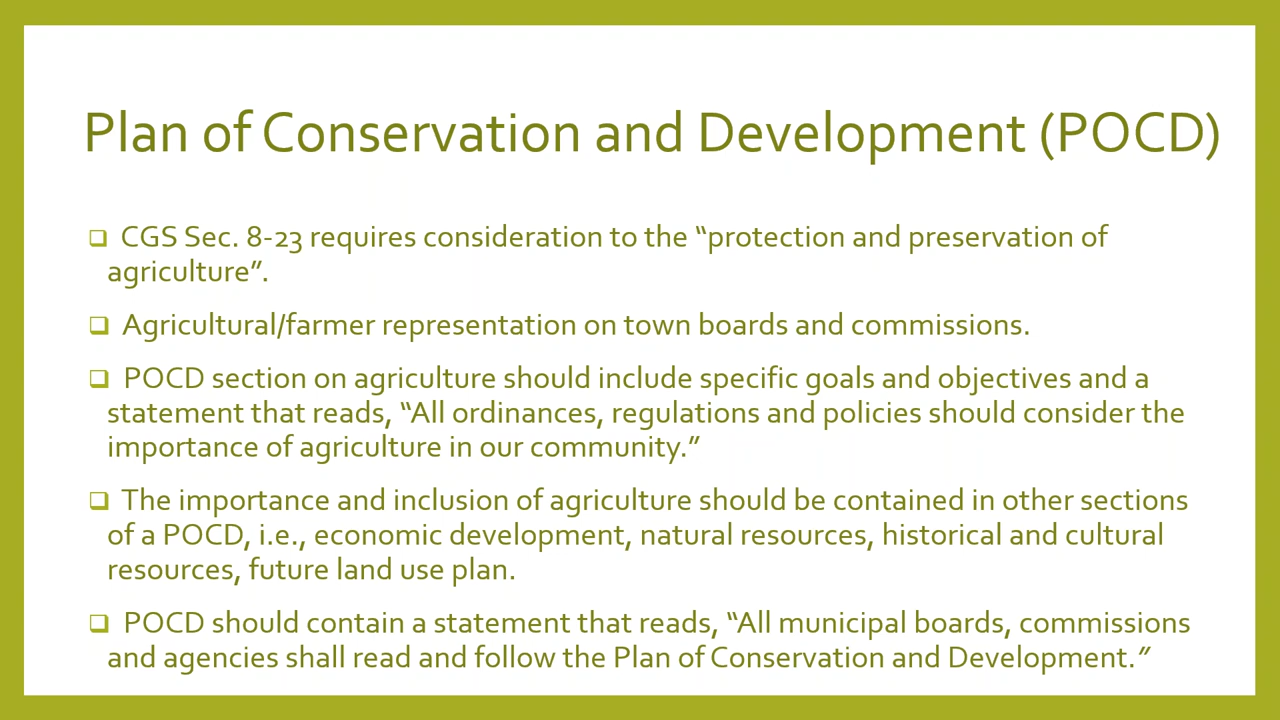 Plan of Conservation and Development (POCD)
❑ CGS Sec. 8-23 requires consideration to the “protection and preservation of
agriculture”.
❑ Agricultural/farmer representation on town boards and commissions.
❑ POCD section on agriculture should include specific goals and objectives and a
statement that reads, “All ordinances, regulations and policies should consider the
importance of agriculture in our community.”
❑ The importance and inclusion of agriculture should be contained in other sections
of a POCD, i.e., economic development, natural resources, historical and cultural
resources, future land use plan.
❑ POCD should contain a statement that reads, “All municipal boards, commissions
and agencies shall read and follow the Plan of Conservation and Development.”